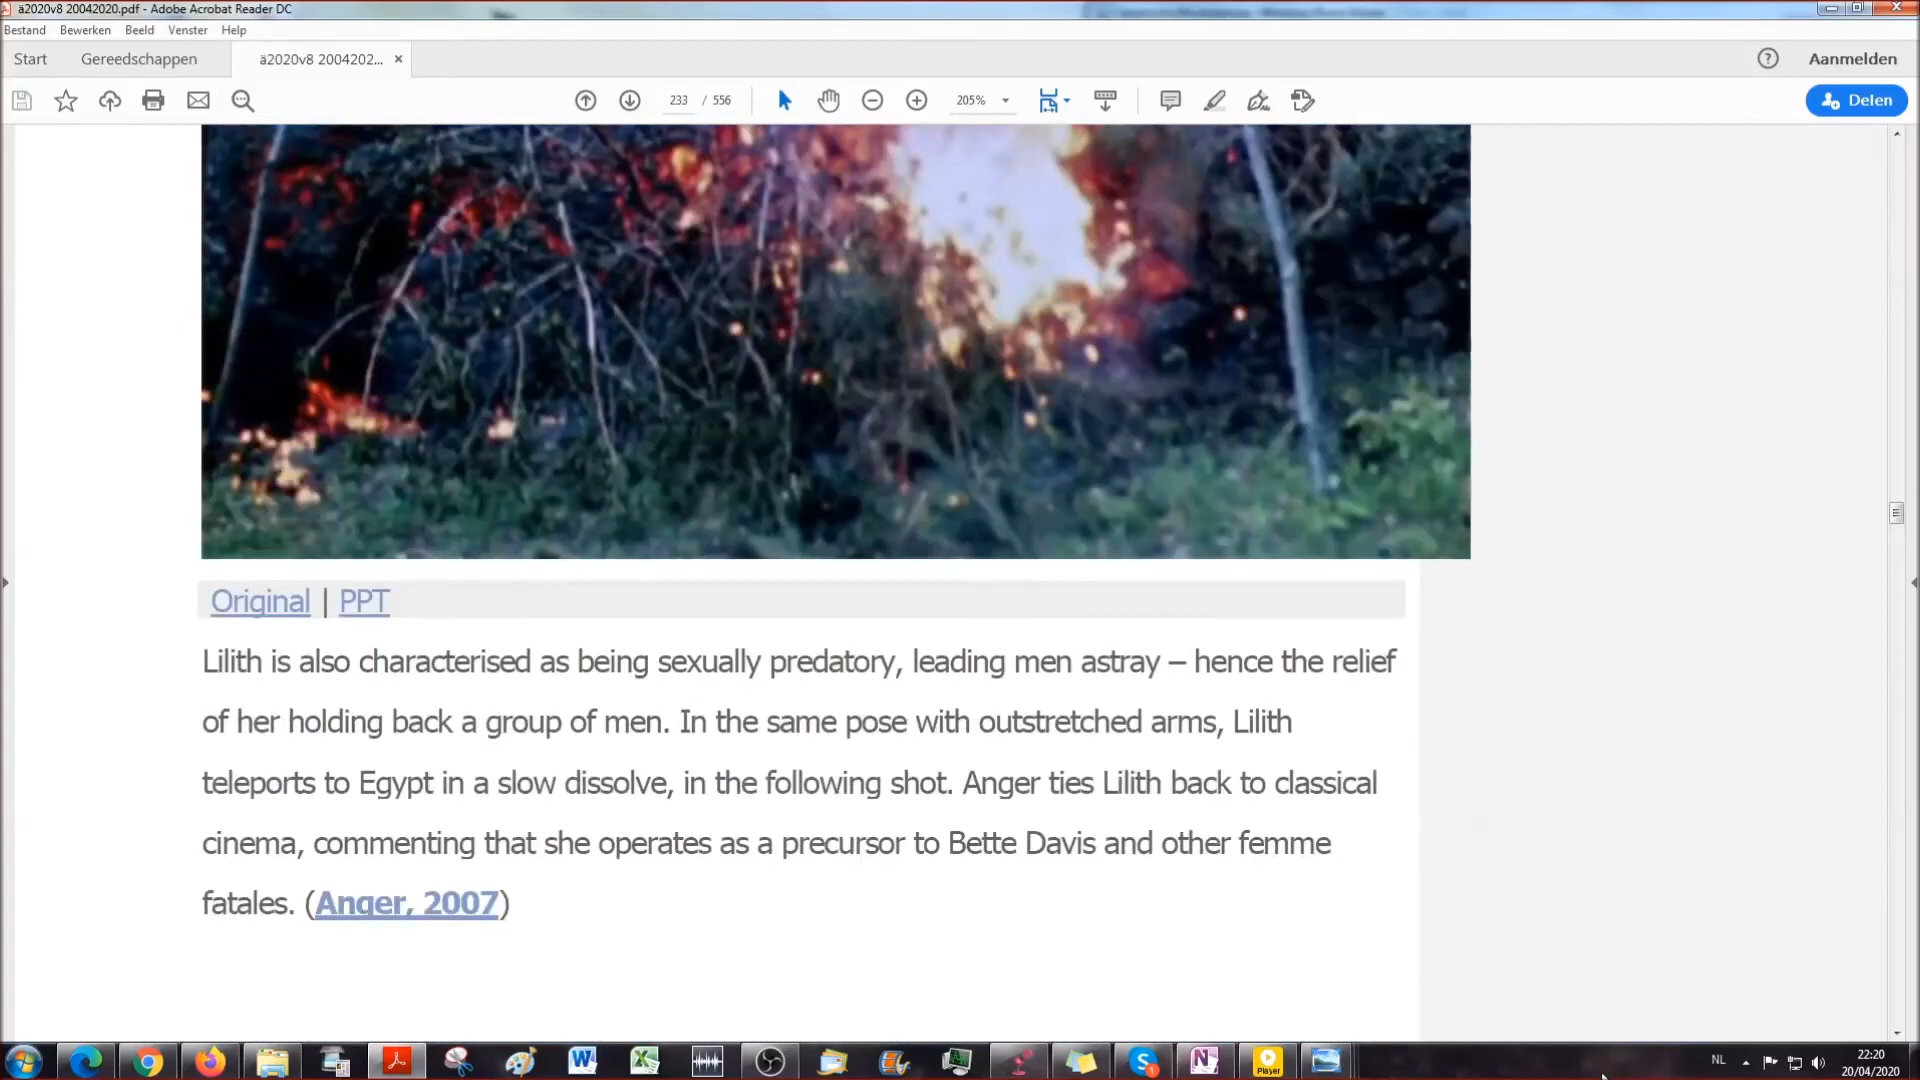 ä2020v8 20042020.pdf - Adobe Acrobat Reader DC
Bestand Bewerken Beeld Venster Help
Start Gereedschappen ä2020v8 2004202... × Aanmelden
233 / 556 205% Delen
Original | PPT
Lilith is also characterised as being sexually predatory, leading men astray – hence the relief
of her holding back a group of men. In the same pose with outstretched arms, Lilith
teleports to Egypt in a slow dissolve, in the following shot. Anger ties Lilith back to classical
cinema, commenting that she operates as a precursor to Bette Davis and other femme
fatales. (Anger, 2007)
NL 22:20
20/04/2020
Player